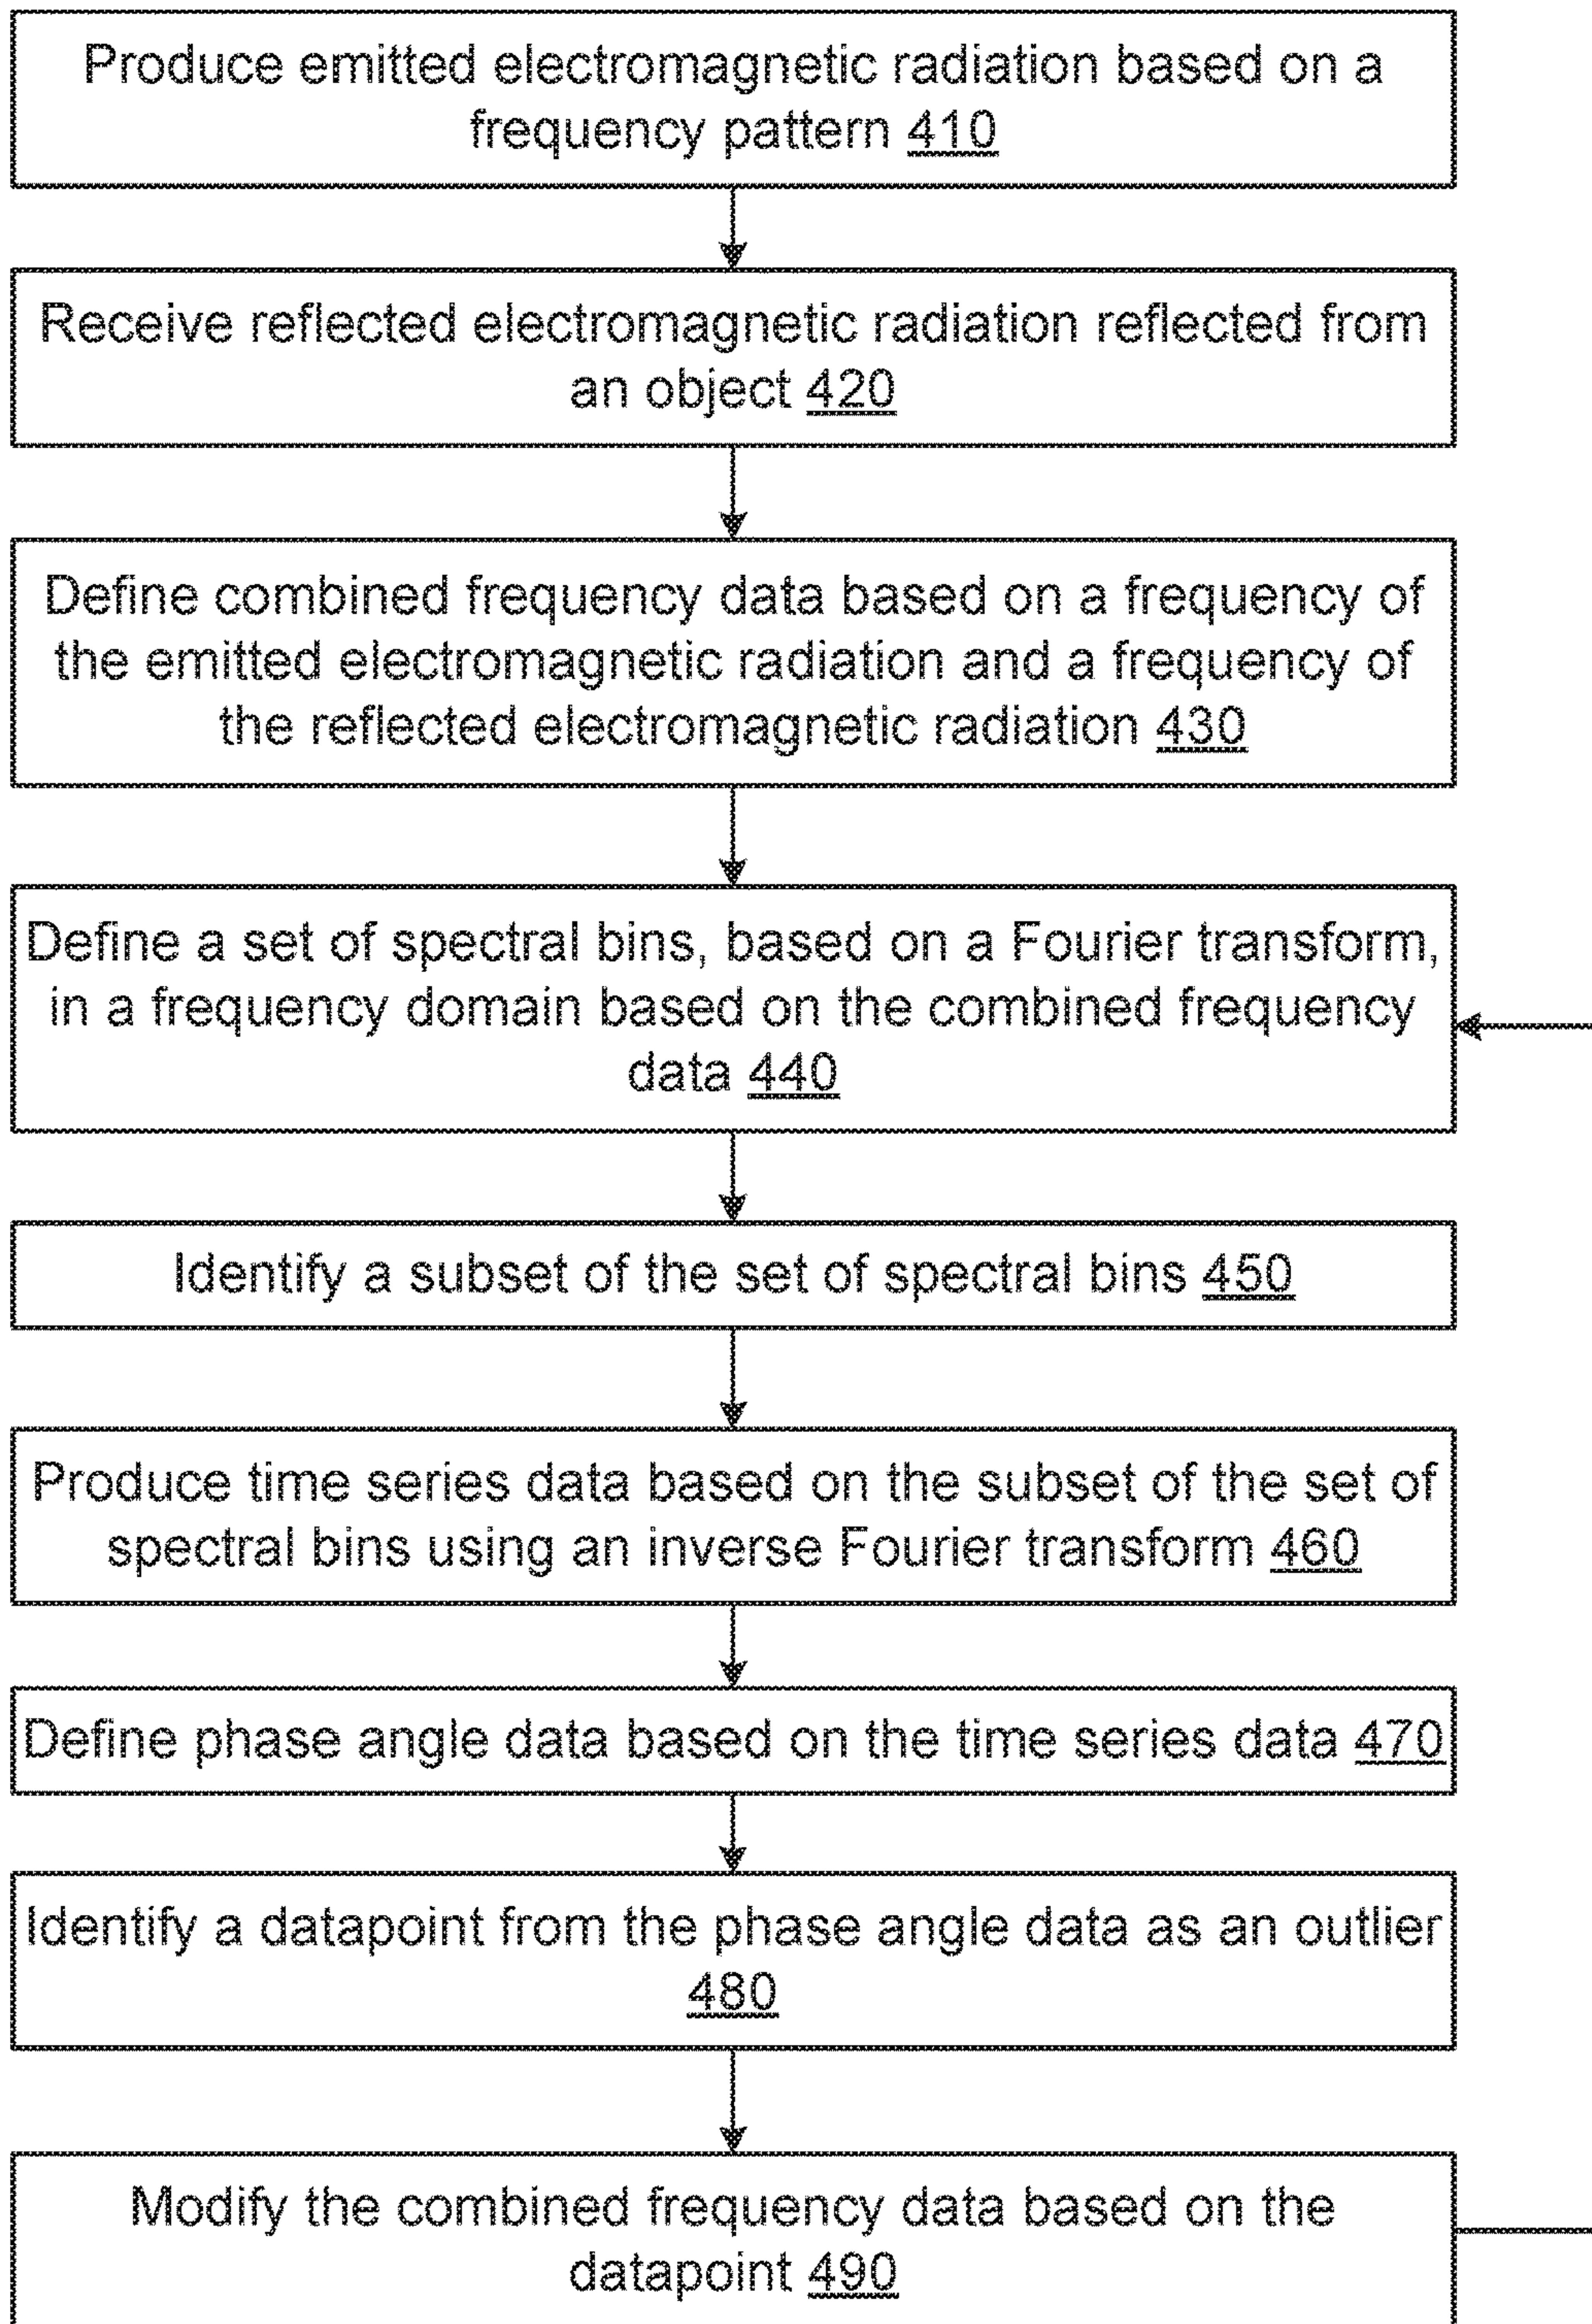 Produce emitted electromagnetic radiation based on a
frequency pattern 410
Receive reflected electromagnetic radiation reflected from
an object 420
Define combined frequency data based on a frequency of
the emitted electromagnetic radiation and a frequency of
the reflected electromagnetic radiation 430
Define a set of spectral bins, based on a Fourier transform,
in a frequency domain based on the combined frequency
data 440
Identify a subset of the set of spectral bins 450
Produce time series data based on the subset of the set of
spectral bins using an inverse Fourier transform 460
Define phase angle data based on the time series data 470
Identify a datapoint from the phase angle data as an outlier
480
Modify the combined frequency data based on the
datapoint 490